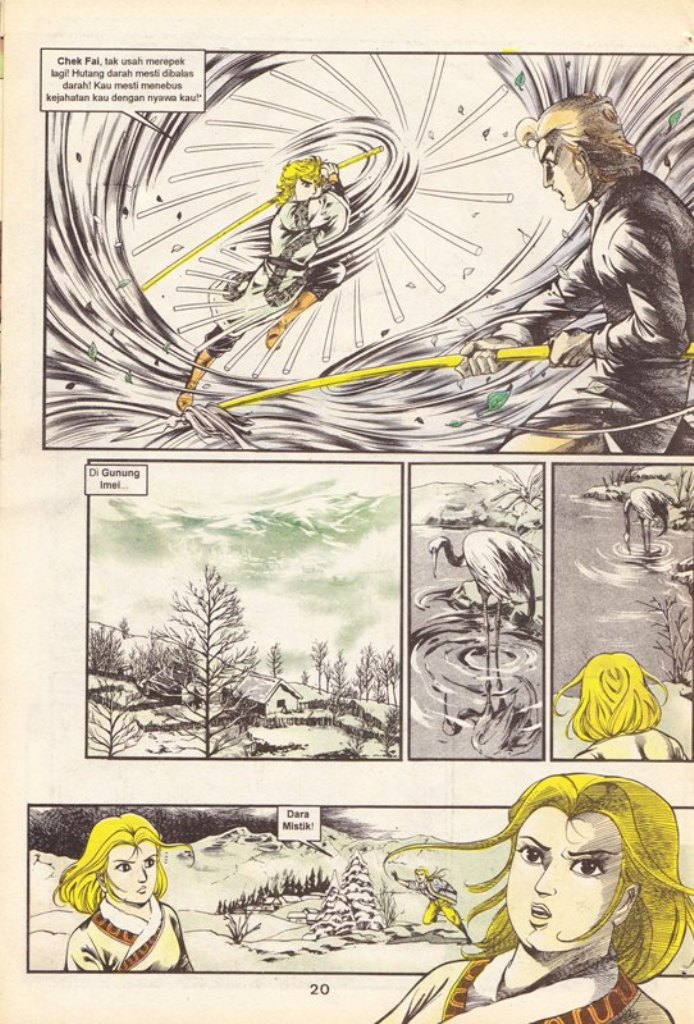 Chek Fai, tak usah merepek
lagi! Hutang darah mesti dibalas
darah! Kau mesti menebus
kejahatan kau dengan nyawa kau!"
Di Gunung
Imei...
Dara
Mistik!
20